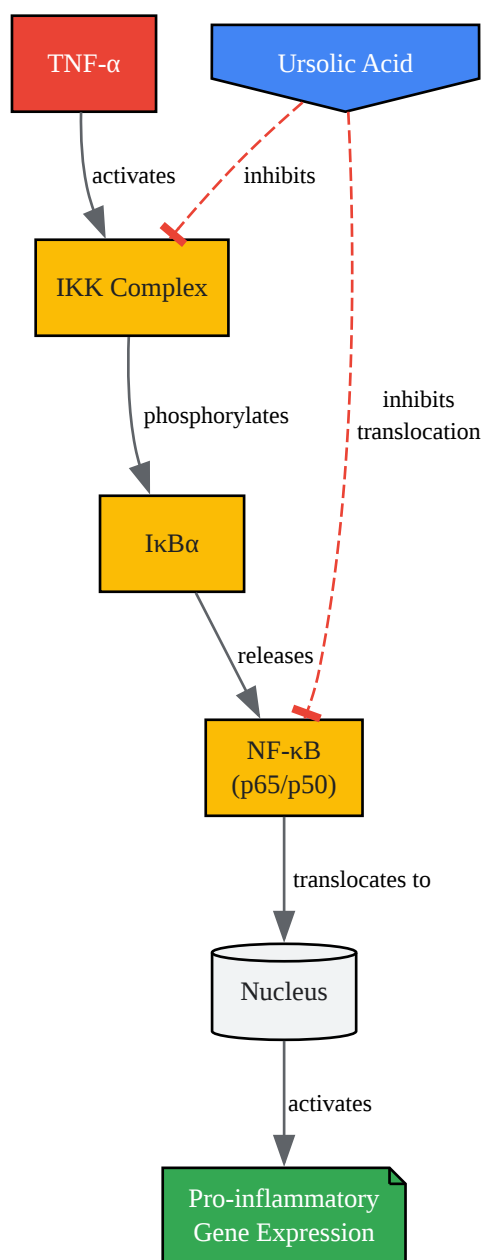 TNF-α
Ursolic Acid
activates
inhibits
IKK Complex
phosphorylates
inhibits
translocation
IκBα
releases
NF-κB
(p65/p50)
translocates to
Nucleus
activates
Pro-inflammatory
Gene Expression